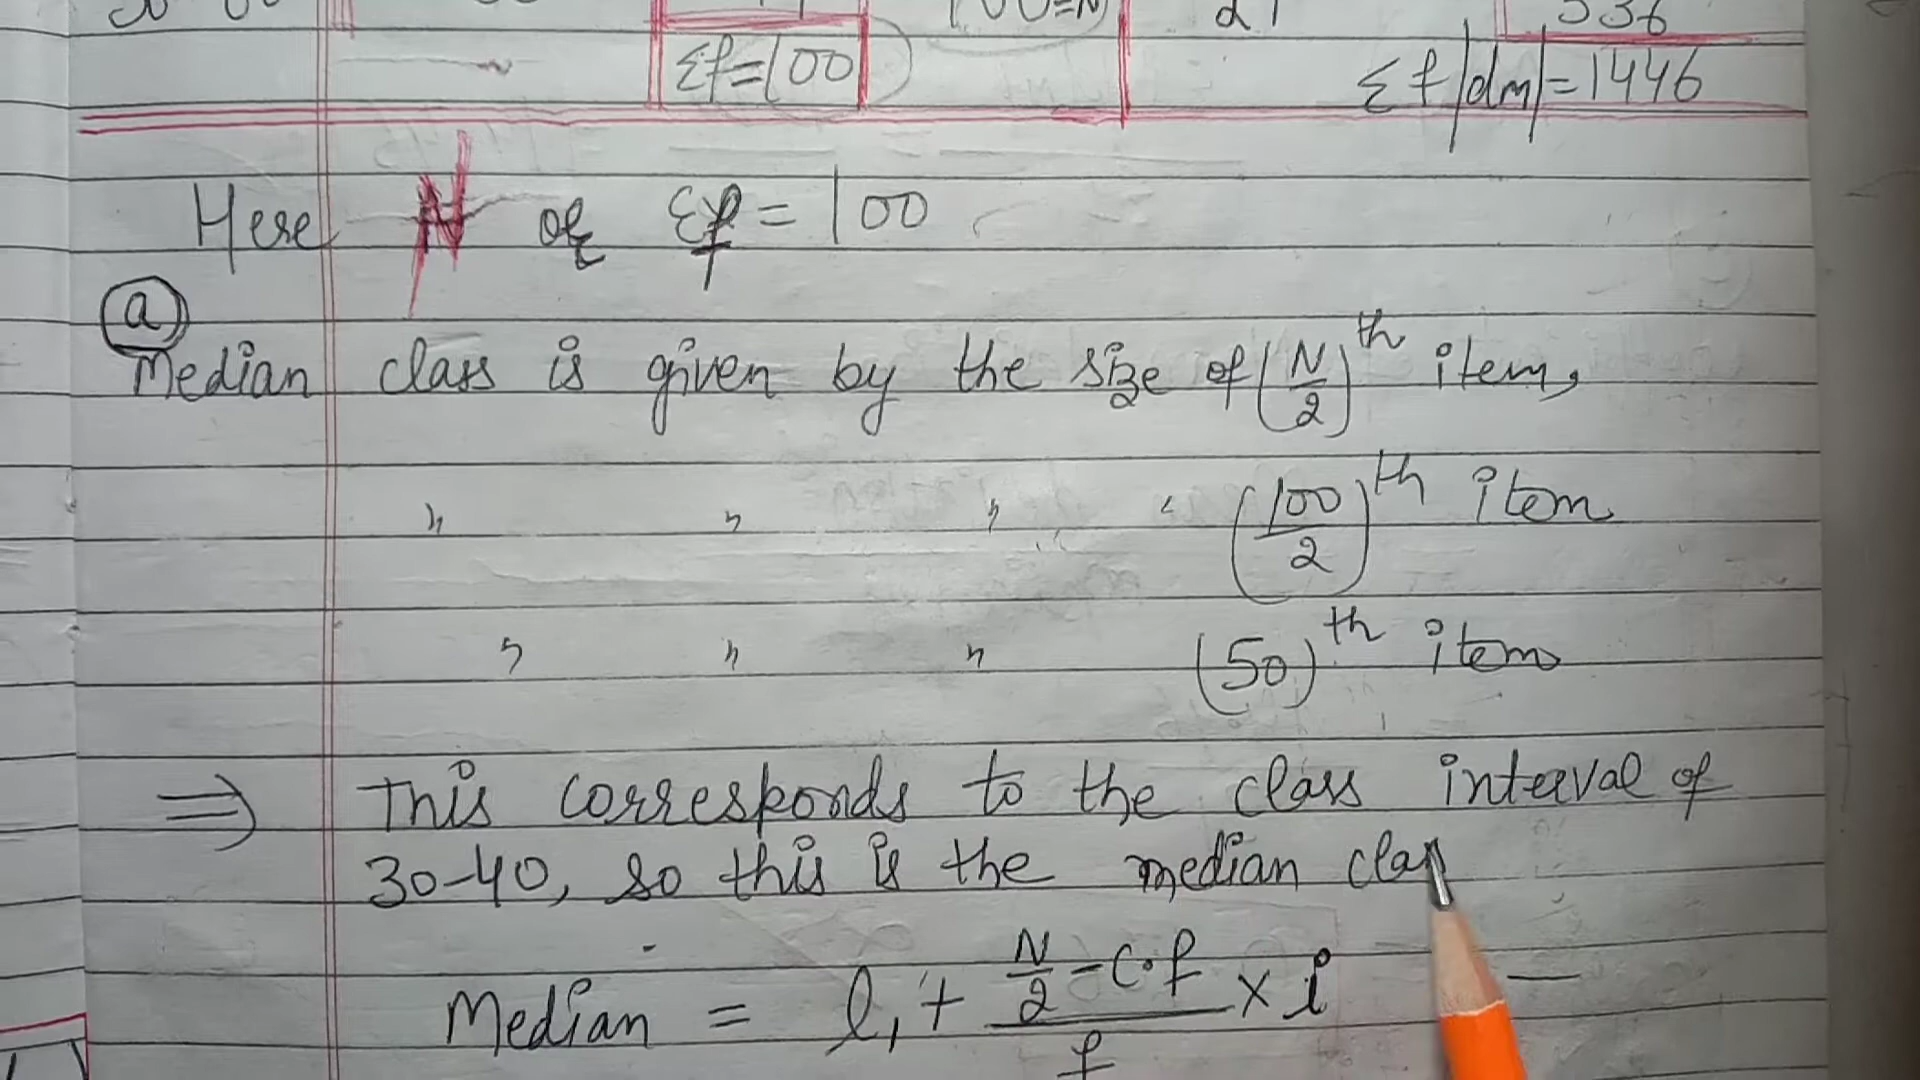 336
Σf=100
Σf|dm|=1446
Here N or Σf = 100
(a)
Median class is given by the size of (N/2)th item,
" " " " (100/2)th item
" " " (50)th item
⇒ This corresponds to the class interval of
30-40, so this is the median class
Median = l₁ + (N/2 - c.f)/f × i